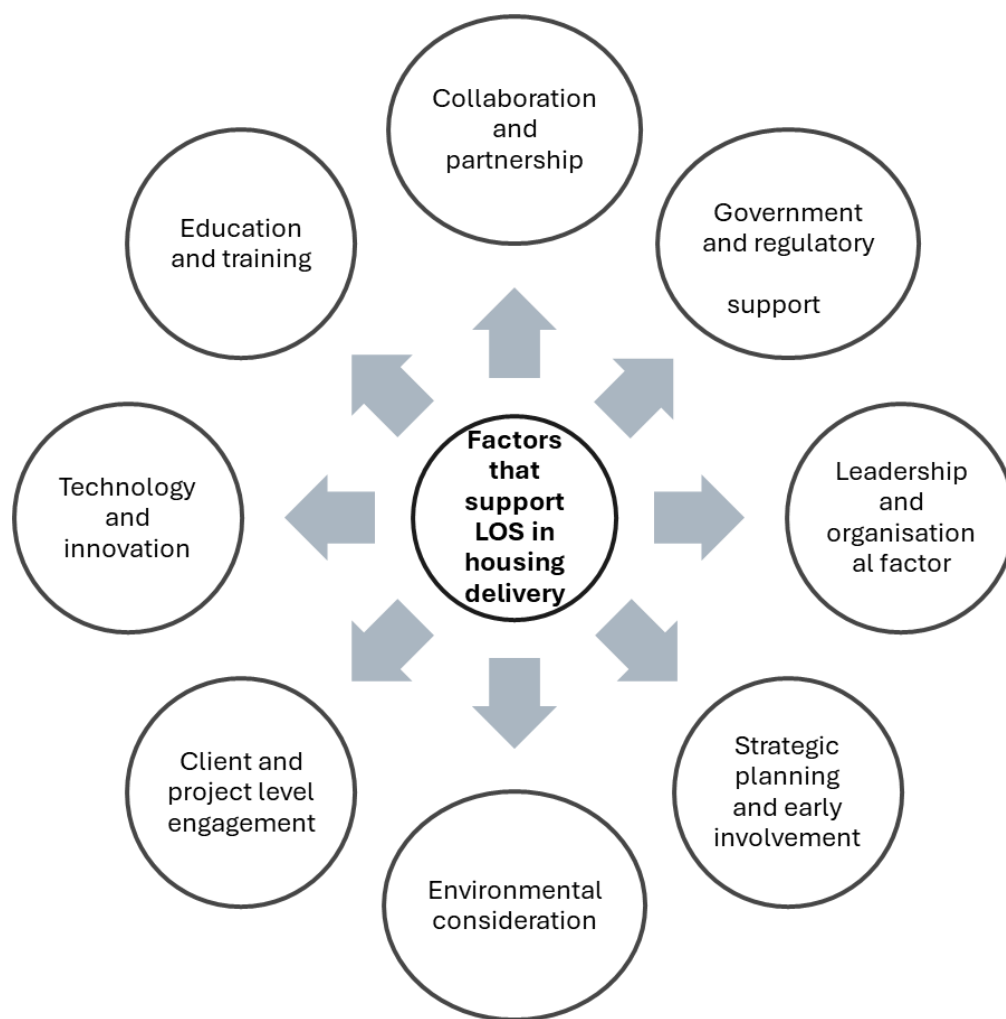 Collaboration
and
partnership
Government
and regulatory
support
Leadership
and
organisation
al factor
Strategic
planning
and early
involvement
Environmental
consideration
Client and
project level
engagement
Technology
and
innovation
Education
and training
Factors
that
support
LOS in
housing
delivery